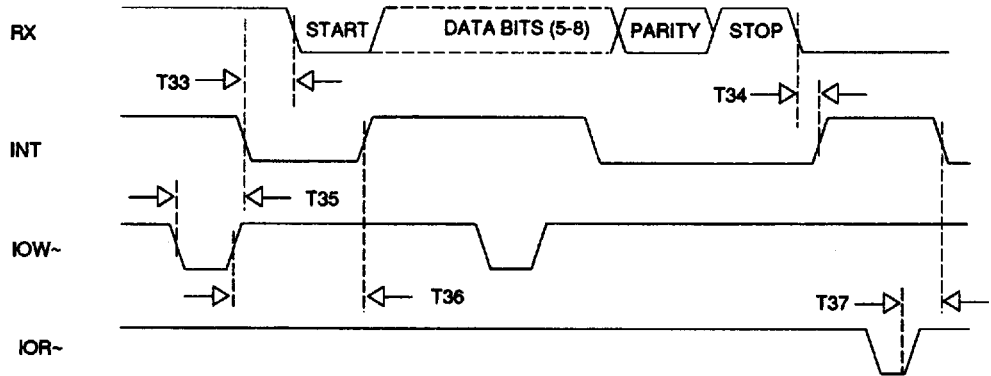 RX
START
DATA BITS (5-8)
PARITY
STOP
T33
T34
INT
T35
IOW~
T36
T37
IOR~